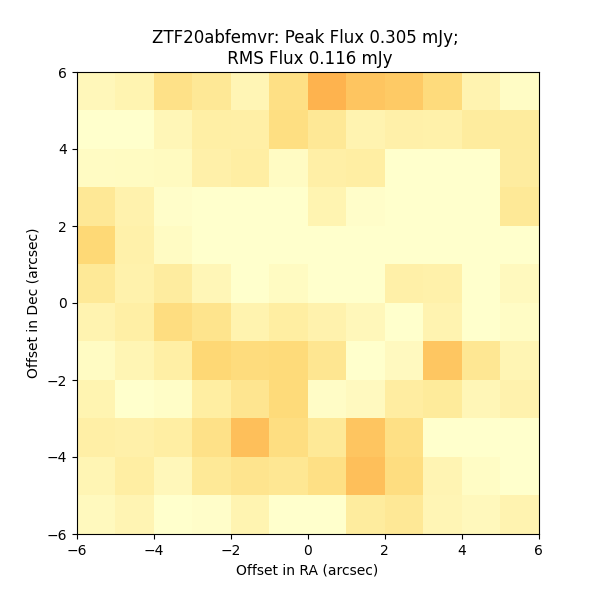 ZTF20abfemvr: Peak Flux 0.305 mJy;
RMS Flux 0.116 mJy
6
4
2
0
−2
−4
−6
Offset in Dec (arcsec)
−6 −4 −2 0 2 4 6
Offset in RA (arcsec)